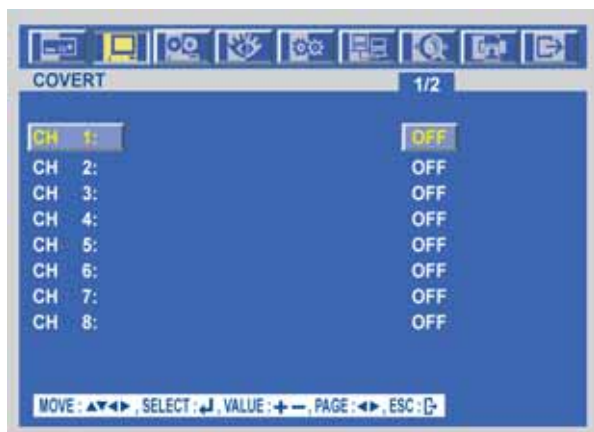 COVERT 1/2
CH 1: OFF
CH 2: OFF
CH 3: OFF
CH 4: OFF
CH 5: OFF
CH 6: OFF
CH 7: OFF
CH 8: OFF
MOVE : ▲▼◀▶ , SELECT : ↲ , VALUE : + − , PAGE : ◀▶ , ESC :